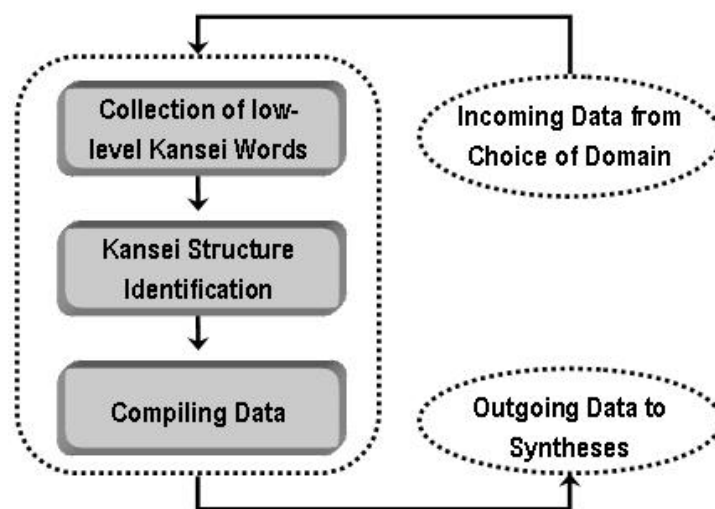 Collection of low-
level Kansei Words
Kansei Structure
Identification
Compiling Data
Incoming Data from
Choice of Domain
Outgoing Data to
Syntheses